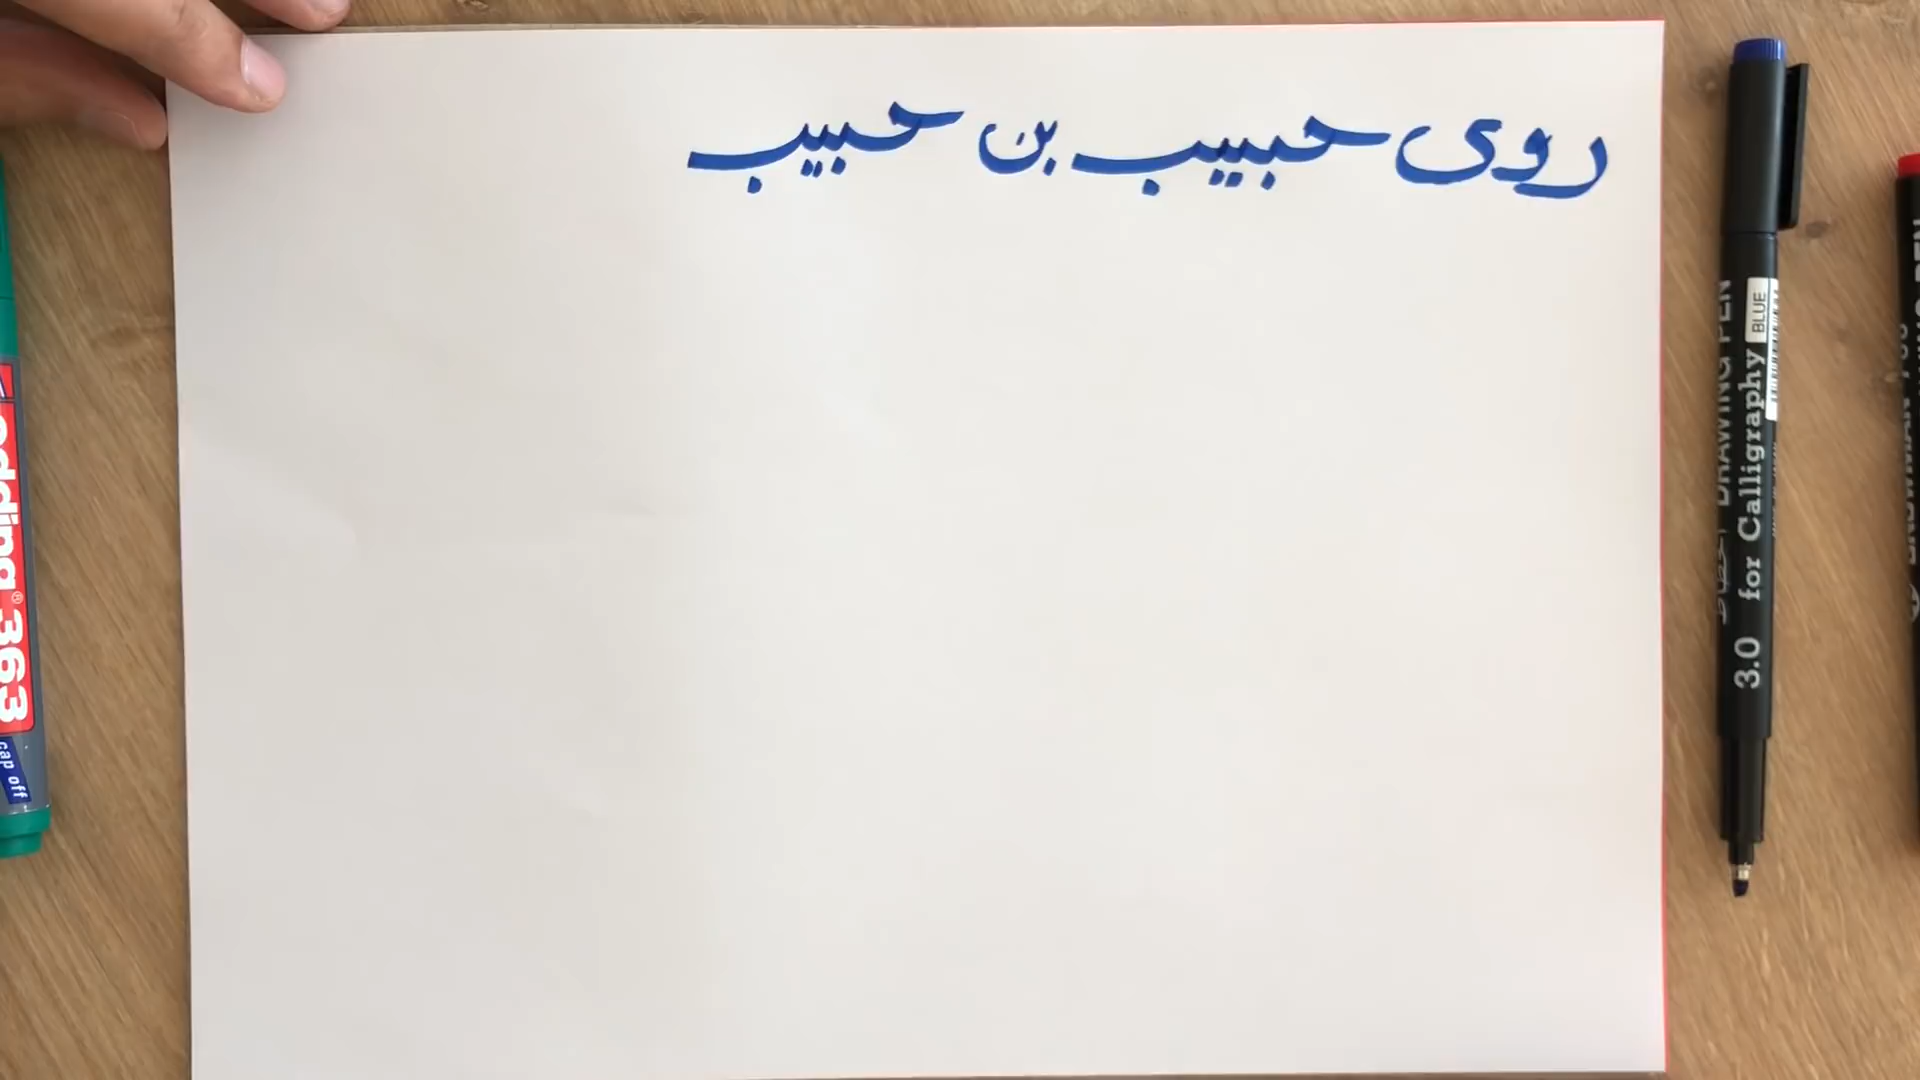 روى حبيب بن حبيب
BLUE
DRAWING PEN
for Calligraphy
3.0
edding® 363
cap off